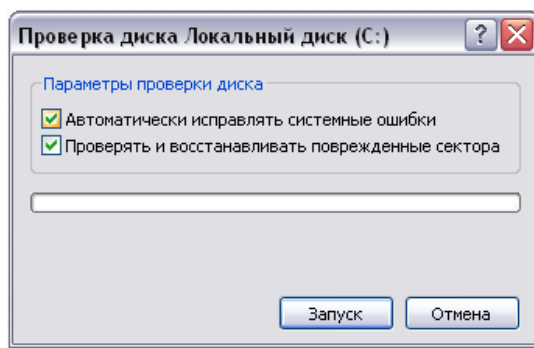 Проверка диска Локальный диск (C:)
?
Параметры проверки диска
Автоматически исправлять системные ошибки
Проверять и восстанавливать поврежденные сектора
Запуск
Отмена